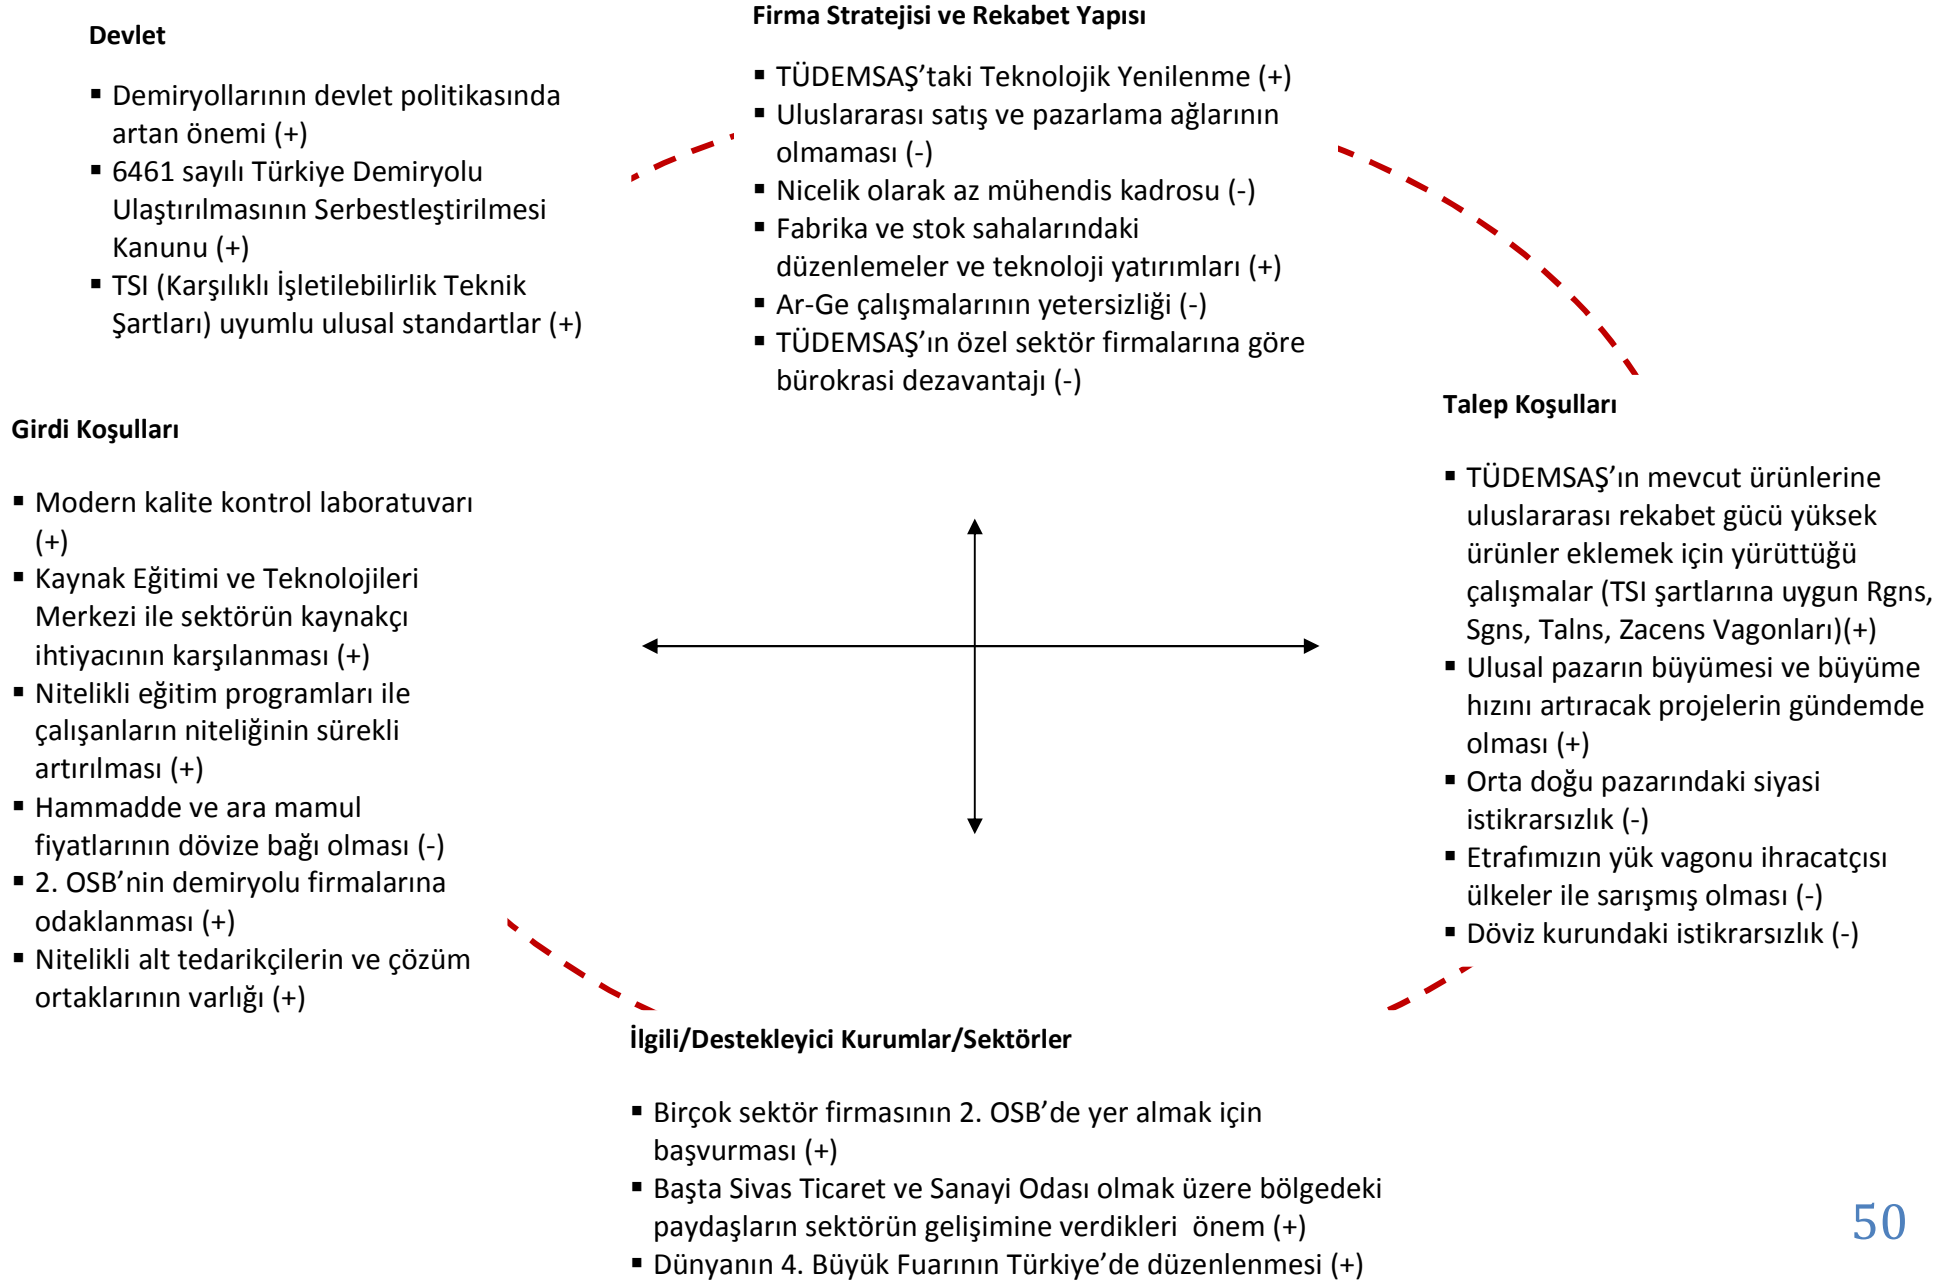 Devlet
▪ Demiryollarının devlet politikasında
artan önemi (+)
▪ 6461 sayılı Türkiye Demiryolu
Ulaştırılmasının Serbestleştirilmesi
Kanunu (+)
▪ TSI (Karşılıklı İşletilebilirlik Teknik
Şartları) uyumlu ulusal standartlar (+)
Firma Stratejisi ve Rekabet Yapısı
▪ TÜDEMSAŞ’taki Teknolojik Yenilenme (+)
▪ Uluslararası satış ve pazarlama ağlarının
olmaması (-)
▪ Nicelik olarak az mühendis kadrosu (-)
▪ Fabrika ve stok sahalarındaki
düzenlemeler ve teknoloji yatırımları (+)
▪ Ar-Ge çalışmalarının yetersizliği (-)
▪ TÜDEMSAŞ’ın özel sektör firmalarına göre
bürokrasi dezavantajı (-)
Girdi Koşulları
▪ Modern kalite kontrol laboratuvarı
(+)
▪ Kaynak Eğitimi ve Teknolojileri
Merkezi ile sektörün kaynakçı
ihtiyacının karşılanması (+)
▪ Nitelikli eğitim programları ile
çalışanların niteliğinin sürekli
artırılması (+)
▪ Hammadde ve ara mamul
fiyatlarının dövize bağı olması (-)
▪ 2. OSB’nin demiryolu firmalarına
odaklanması (+)
▪ Nitelikli alt tedarikçilerin ve çözüm
ortaklarının varlığı (+)
Talep Koşulları
▪ TÜDEMSAŞ’ın mevcut ürünlerine
uluslararası rekabet gücü yüksek
ürünler eklemek için yürüttüğü
çalışmalar (TSI şartlarına uygun Rgns,
Sgns, Talns, Zacens Vagonları)(+)
▪ Ulusal pazarın büyümesi ve büyüme
hızını artıracak projelerin gündemde
olması (+)
▪ Orta doğu pazarındaki siyasi
istikrarsızlık (-)
▪ Etrafımızın yük vagonu ihracatçısı
ülkeler ile sarışmış olması (-)
▪ Döviz kurundaki istikrarsızlık (-)
İlgili/Destekleyici Kurumlar/Sektörler
▪ Birçok sektör firmasının 2. OSB’de yer almak için
başvurması (+)
▪ Başta Sivas Ticaret ve Sanayi Odası olmak üzere bölgedeki
paydaşların sektörün gelişimine verdikleri  önem (+)
▪ Dünyanın 4. Büyük Fuarının Türkiye’de düzenlenmesi (+)
50